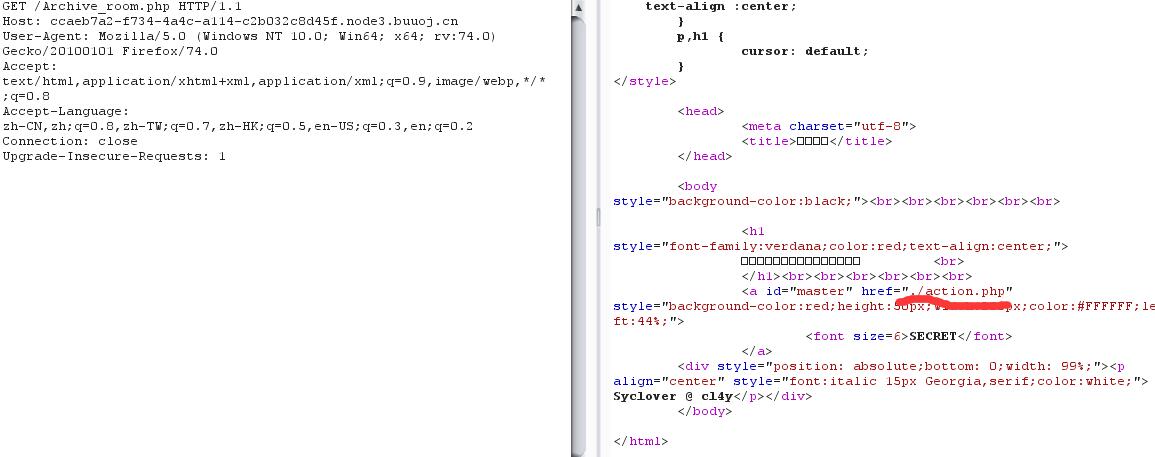 GET /Archive_room.php HTTP/1.1
Host: ccaeb7a2-f734-4a4c-a114-c2b032c8d45f.node3.buuoj.cn
User-Agent: Mozilla/5.0 (Windows NT 10.0; Win64; x64; rv:74.0)
Gecko/20100101 Firefox/74.0
Accept:
text/html,application/xhtml+xml,application/xml;q=0.9,image/webp,*/*
;q=0.8
Accept-Language:
zh-CN,zh;q=0.8,zh-TW;q=0.7,zh-HK;q=0.5,en-US;q=0.3,en;q=0.2
Connection: close
Upgrade-Insecure-Requests: 1
text-align :center;
}
p,h1 {
cursor: default;
}
</style>
<head>
<meta charset="utf-8">
<title>□□□□</title>
</head>
<body
style="background-color:black;"><br><br><br><br><br><br>
<h1
style="font-family:verdana;color:red;text-align:center;">
□□□□□□□□□□□□□□□ <br>
</h1><br><br><br><br><br><br>
<a id="master" href="./action.php"
style="background-color:red;height:50px;color:#FFFFFF;le
ft:44%;">
<font size=6>SECRET</font>
</a>
<div style="position: absolute;bottom: 0;width: 99%;"><p
align="center" style="font:italic 15px Georgia,serif;color:white;">
Syclover @ cl4y</p></div>
</body>
</html>